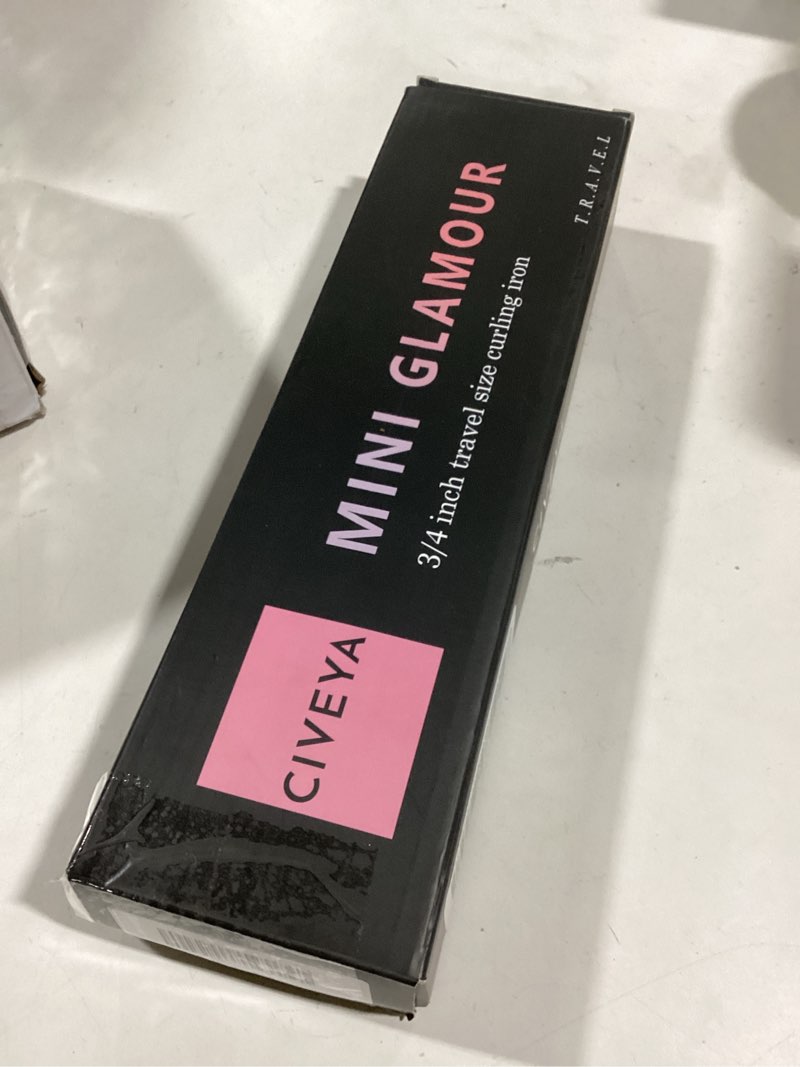 CIVEYA
MINI GLAMOUR
3/4 inch travel size curling iron
T.R.A.V.E.L